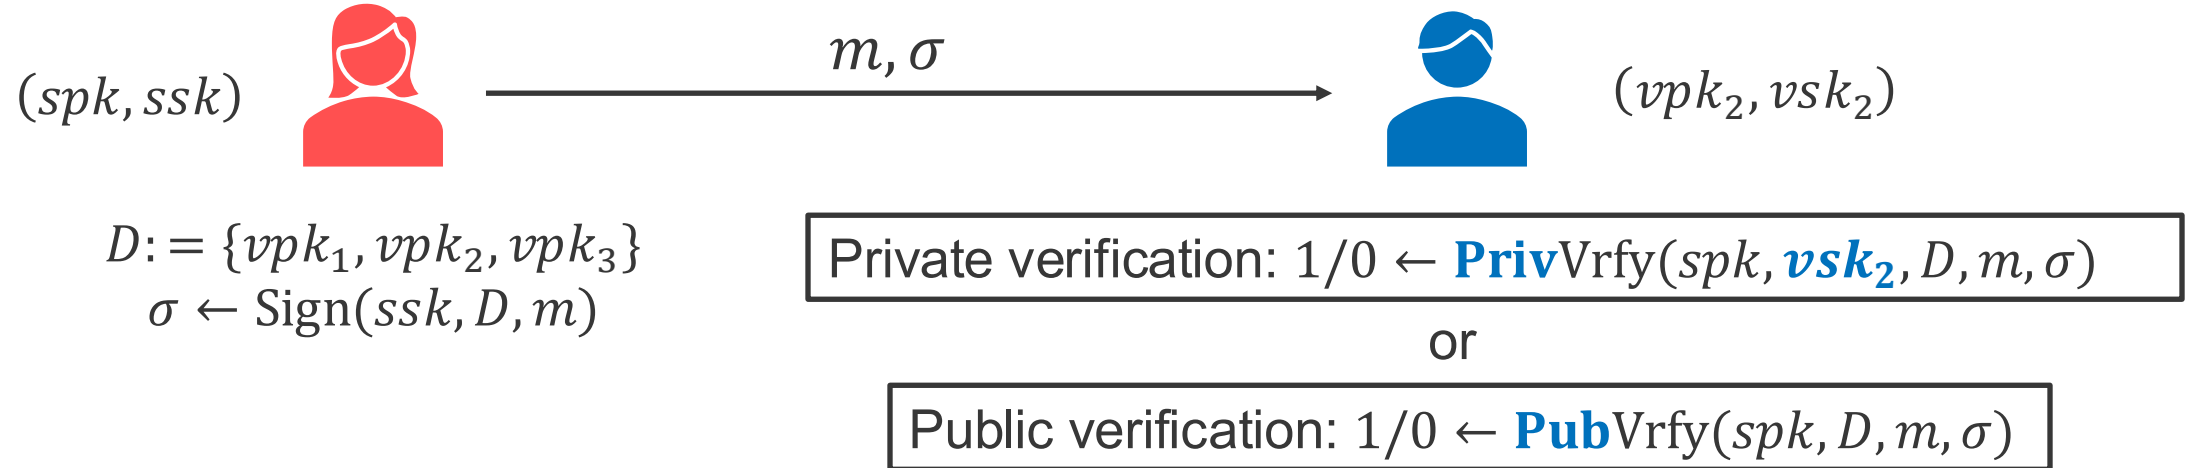 m, σ
(spk, ssk)
(vpk₂, vsk₂)
D: = {vpk₁, vpk₂, vpk₃}
σ ← Sign(ssk, D, m)
Private verification: 1/0 ← PrivVrfy(spk, vsk₂, D, m, σ)
or
Public verification: 1/0 ← PubVrfy(spk, D, m, σ)